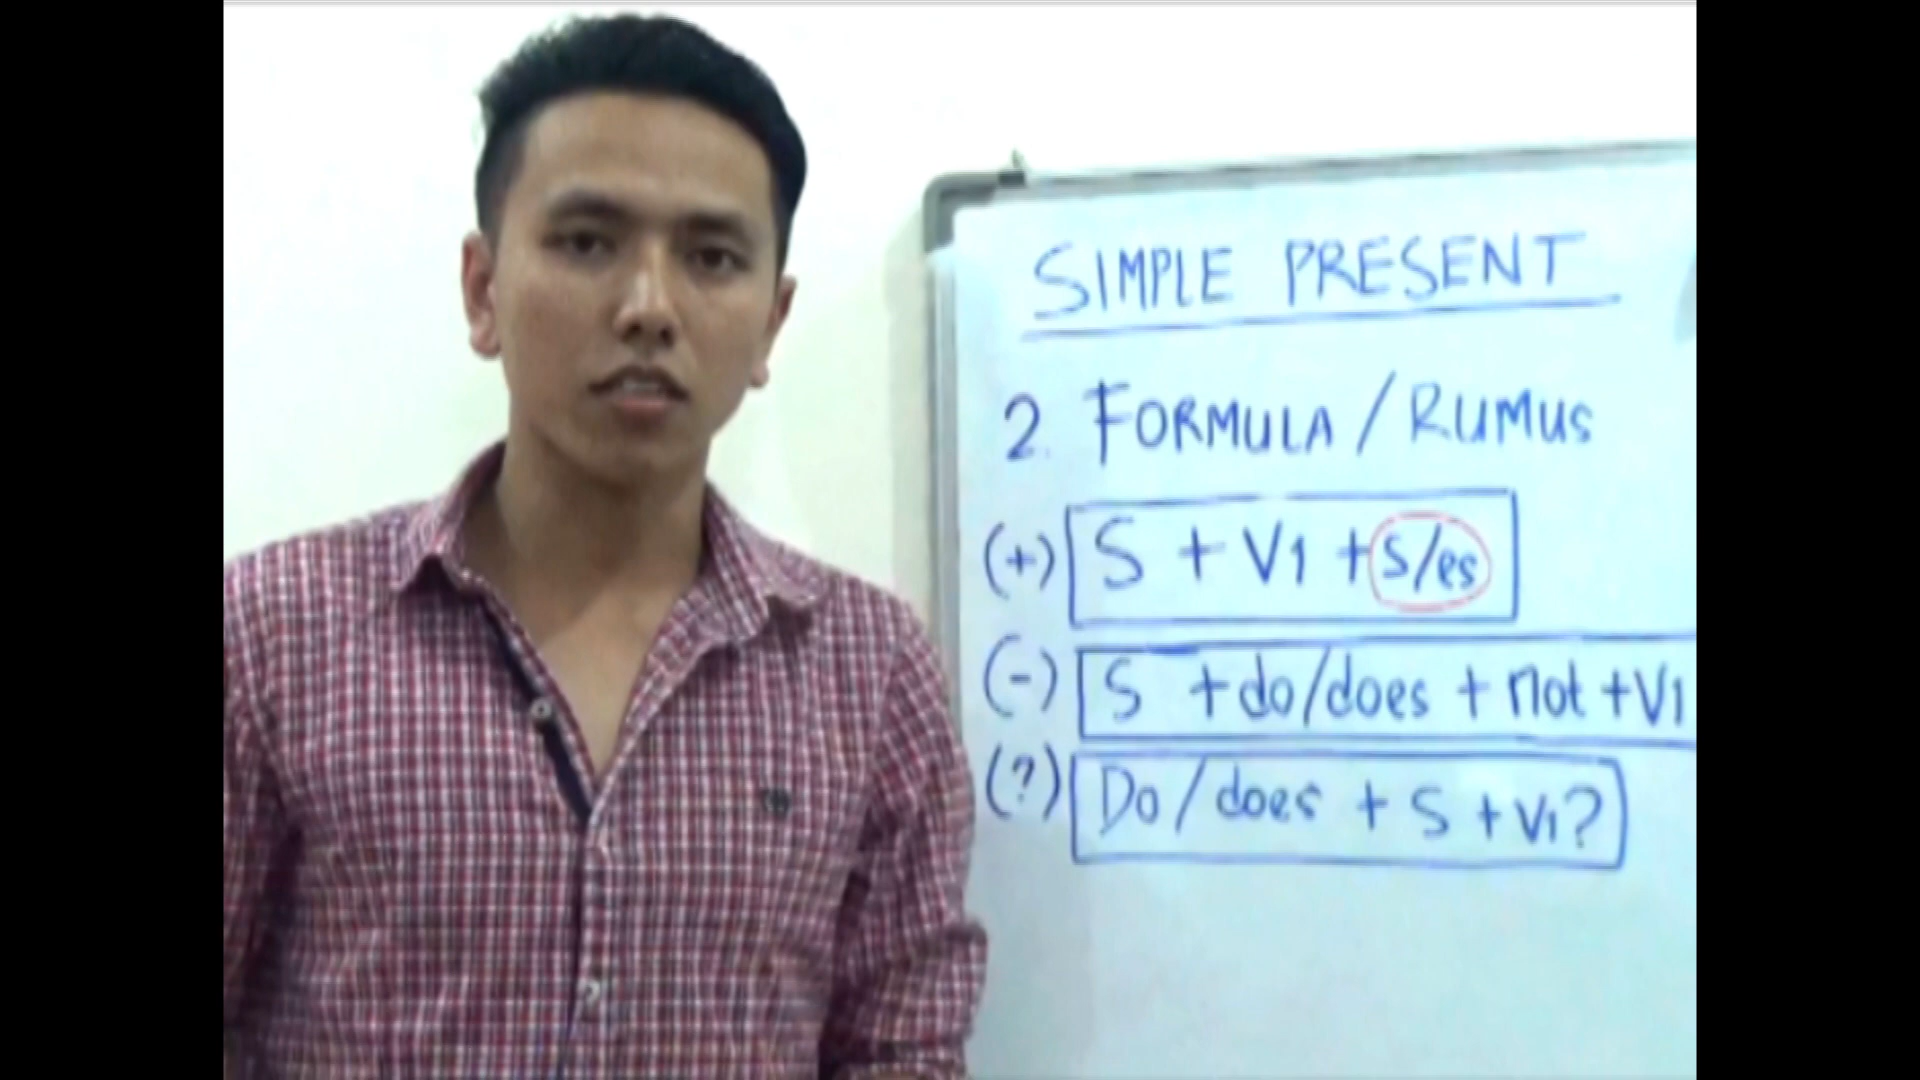 SIMPLE PRESENT
2. FORMULA / RUMUS
(+) S + V1 + s/es
(-) S + do/does + not + V1
(?) Do/does + S + V1?